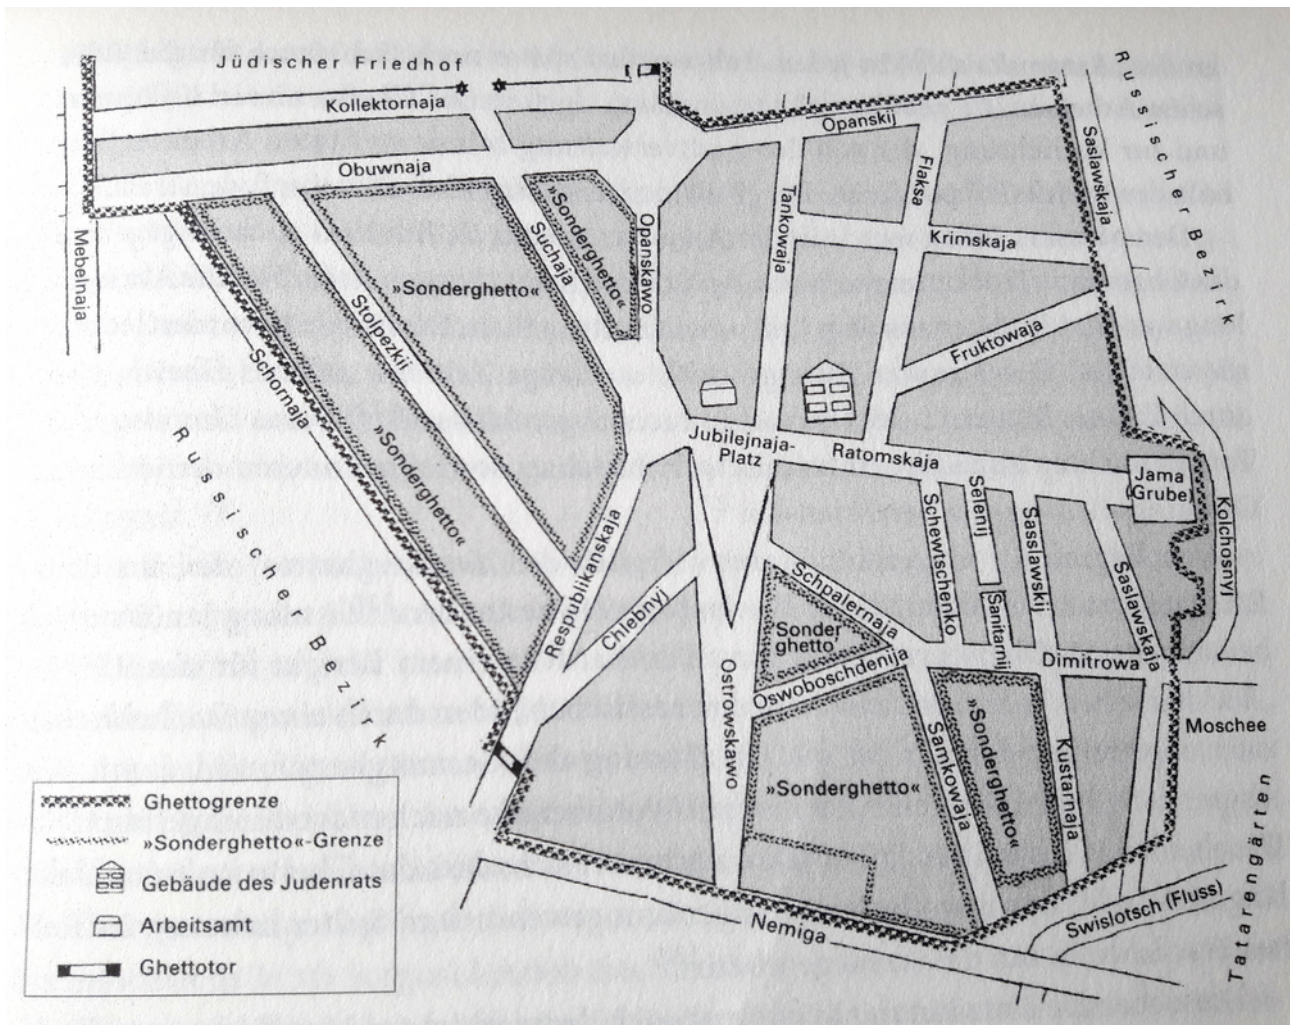 Jüdischer Friedhof
Kollektornaja
Opanskij
Russischer Bezirk
Saslawskaja
Obuwnaja
Flaksa
Tankowaja
Krimskaja
»Sonderghetto«
Opanskawo
Suchaja
Mebelnaja
»Sonderghetto«
Stolpezkij
Schornaja
Fruktowaja
Russische Bezirk
»Sonderghetto«
Jubilejnaja-
Platz
Ratomskaja
Jama
(Grube)
Kolchosnyj
Respublikanskaja
Chlebnyj
Schpalernaja
Schewtschenko
Selenij
Sanitarnij
Sasslawskij
Saslawskaja
Sonder
ghetto
Oswoboschdenija
Dimitrowa
Ostrowskawo
Samkowaja
»Sonderghetto«
Kustarnaja
Moschee
»Sonderghetto«
Nemiga
Swislotsch (Fluss)
Tatarengärten
Ghettogrenze
»Sonderghetto«-Grenze
Gebäude des Judenrats
Arbeitsamt
Ghettotor